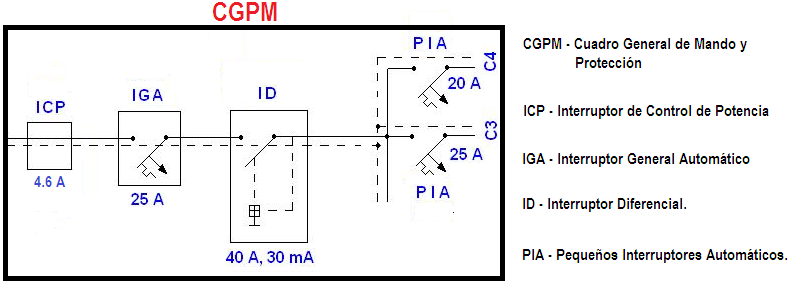 CGPM
ICP
4.6 A
IGA
25 A
ID
40 A, 30 mA
PIA
20 A
C4
25 A
C3
PIA
CGPM - Cuadro General de Mando y
Protección
ICP - Interruptor de Control de Potencia
IGA - Interruptor General Automático
ID - Interruptor Diferencial.
PIA - Pequeños Interruptores Automáticos.